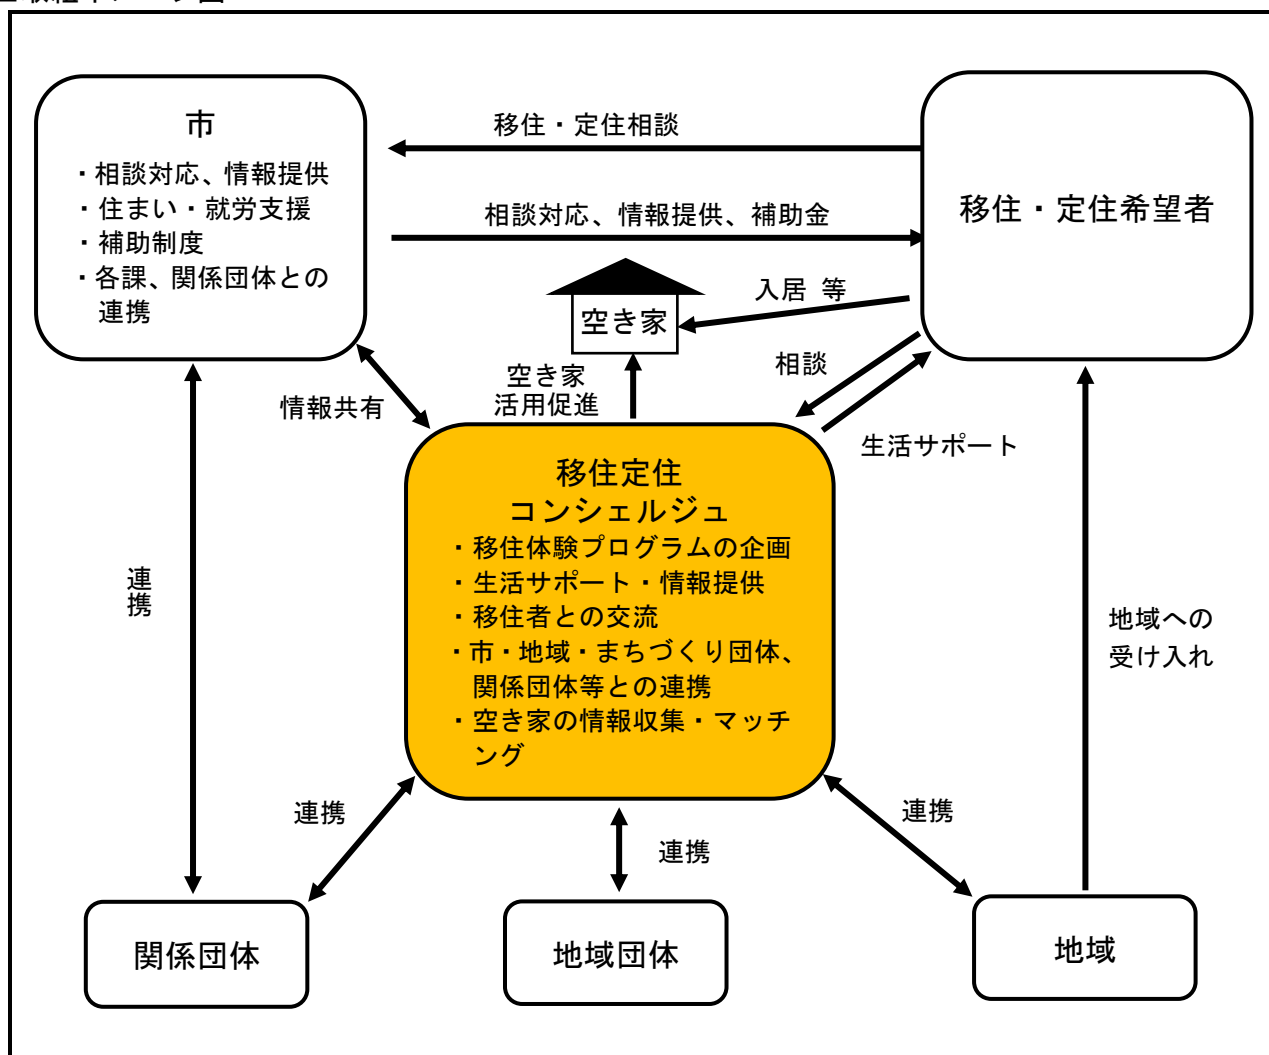 市
・相談対応、情報提供
・住まい・就労支援
・補助制度
・各課、関係団体との
連携
移住・定住相談
相談対応、情報提供、補助金
移住・定住希望者
入居 等
空き家
相談
空き家
活用促進
情報共有
生活サポート
移住定住
コンシェルジュ
・移住体験プログラムの企画
・生活サポート・情報提供
・移住者との交流
・市・地域・まちづくり団体、
関係団体等との連携
・空き家の情報収集・マッチ
ング
連
携
地域への
受け入れ
連携
連携
連携
関係団体
地域団体
地域